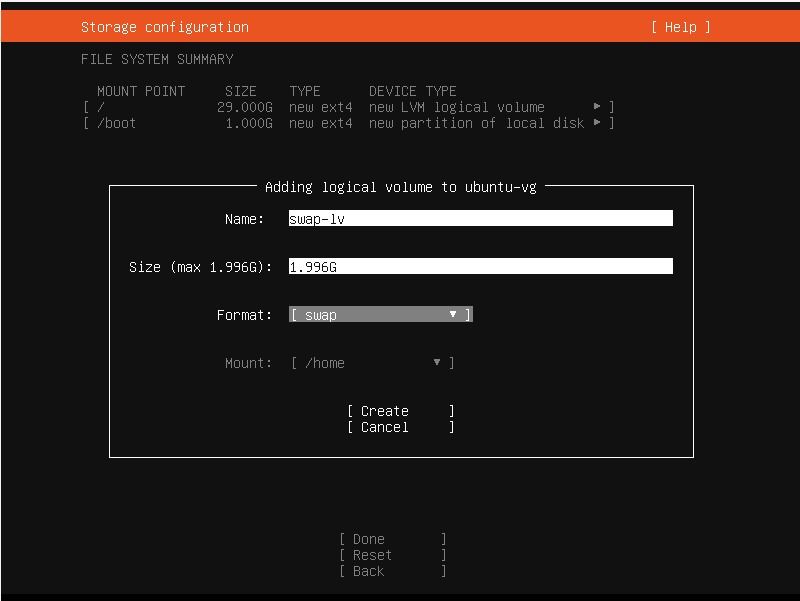 Storage configuration [ Help ]
FILE SYSTEM SUMMARY
MOUNT POINT SIZE TYPE DEVICE TYPE
[ / 29.000G new ext4 new LVM logical volume ▸ ]
[ /boot 1.000G new ext4 new partition of local disk ▸ ]
Adding logical volume to ubuntu-vg
Name: swap-lv
Size (max 1.996G): 1.996G
Format: [ swap ▾ ]
Mount: [ /home ▾ ]
[ Create ]
[ Cancel ]
[ Done ]
[ Reset ]
[ Back ]